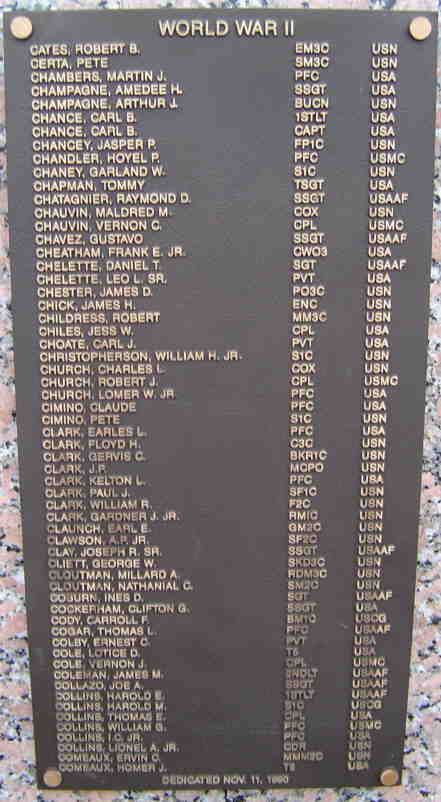 WORLD WAR II
CATES, ROBERT B. EM3C USN
CERTA, PETE SM3C USN
CHAMBERS, MARTIN J. PFC USA
CHAMPAGNE, AMEDEE H. SSGT USA
CHAMPAGNE, ARTHUR J. BUCN USN
CHANCE, CARL B. 1STLT USA
CHANCE, CARL B. CAPT USA
CHANCEY, JASPER P. FP1C USN
CHANDLER, HOYEL P. PFC USMC
CHANEY, GARLAND W. S1C USN
CHAPMAN, TOMMY TSGT USA
CHATAGNIER, RAYMOND D. SSGT USAAF
CHAUVIN, MALDRED M. COX USN
CHAUVIN, VERNON C. CPL USMC
CHAVEZ, GUSTAVO SSGT USAAF
CHEATHAM, FRANK E. JR. CWO3 USA
CHELETTE, DANIEL T. SGT USAAF
CHELETTE, LEO L. SR. PVT USA
CHESTER, JAMES D. PO3C USN
CHICK, JAMES H. ENC USN
CHILDRESS, ROBERT MM3C USN
CHILES, JESS W. CPL USA
CHOATE, CARL J. PVT USA
CHRISTOPHERSON, WILLIAM H. JR. S1C USN
CHURCH, CHARLES L. COX USN
CHURCH, ROBERT J. CPL USMC
CHURCH, LOMER W. JR. PFC USA
CIMINO, CLAUDE PFC USA
CIMINO, PETE S1C USN
CLARK, EARLES L. PFC USA
CLARK, FLOYD H. C3C USN
CLARK, GERVIS C. BKR1C USN
CLARK, J.P. MCPO USN
CLARK, KELTON L. PFC USA
CLARK, PAUL J. SF1C USN
CLARK, WILLIAM R. F2C USN
CLARK, GARDNER J. JR. RM1C USN
CLAUNCH, EARL E. GM2C USN
CLAWSON, A.P. JR. SF2C USN
CLAY, JOSEPH R. SR. SSGT USAAF
CLIETT, GEORGE W. SKD3C USN
CLOUTMAN, MILLARD A. RDM3C USN
CLOUTMAN, NATHANIAL C. SM2C USN
COBURN, INES D. SGT USAAF
COCKERHAM, CLIFTON G. SSGT USA
CODY, CARROLL F. BM1C USCG
COGAR, THOMAS L. PFC USAAF
COLBY, ERNEST C. PVT USA
COLE, LOTICE D. T5 USA
COLE, VERNON J. CPL USMC
COLEMAN, JAMES M. 2NDLT USAAF
COLLAZO, JOE A. SSGT USAAF
COLLINS, HAROLD E. 1STLT USAAF
COLLINS, HAROLD M. S1C USCG
COLLINS, THOMAS E. CPL USA
COLLINS, WILLIAM G. PFC USMC
COLLINS, I.C. JR. PFC USA
COLLINS, LIONEL A. JR. CDR USN
COMEAUX, ERVIN C. MMM2C USN
COMEAUX, HOMER J. T5 USA
DEDICATED NOV. 11, 1990